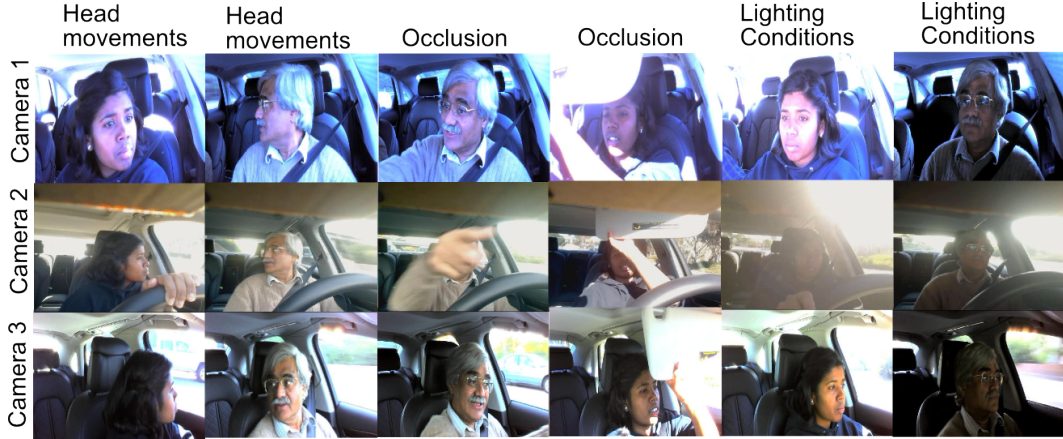 Head
movements
Head
movements
Occlusion
Occlusion
Lighting
Conditions
Lighting
Conditions
Camera 1
Camera 2
Camera 3